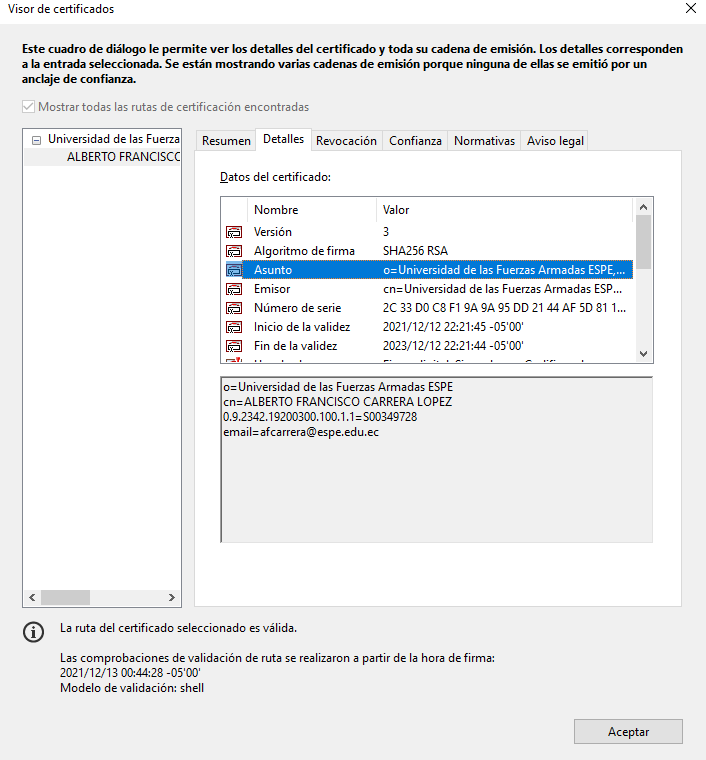 Visor de certificados
Este cuadro de diálogo le permite ver los detalles del certificado y toda su cadena de emisión. Los detalles corresponden
a la entrada seleccionada. Se están mostrando varias cadenas de emisión porque ninguna de ellas se emitió por un
anclaje de confianza.
Mostrar todas las rutas de certificación encontradas
Universidad de las Fuerza
ALBERTO FRANCISCO
Resumen Detalles Revocación Confianza Normativas Aviso legal
Datos del certificado:
Nombre Valor
Versión 3
Algoritmo de firma SHA256 RSA
Asunto o=Universidad de las Fuerzas Armadas ESPE,...
Emisor cn=Universidad de las Fuerzas Armadas ESP...
Número de serie 2C 33 D0 C8 F1 9A 9A 95 DD 21 44 AF 5D 81 1...
Inicio de la validez 2021/12/12 22:21:45 -05'00'
Fin de la validez 2023/12/12 22:21:44 -05'00'
o=Universidad de las Fuerzas Armadas ESPE
cn=ALBERTO FRANCISCO CARRERA LOPEZ
0.9.2342.19200300.100.1.1=S00349728
email=afcarrera@espe.edu.ec
La ruta del certificado seleccionado es válida.
Las comprobaciones de validación de ruta se realizaron a partir de la hora de firma:
2021/12/13 00:44:28 -05'00'
Modelo de validación: shell
Aceptar